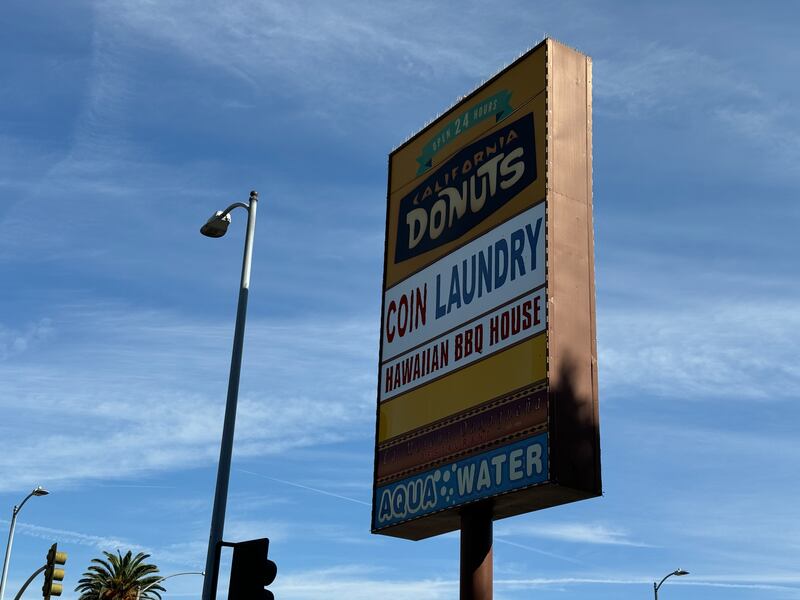 OPEN 24 HOURS
CALIFORNIA
DONUTS
COIN LAUNDRY
HAWAIIAN BBQ HOUSE
AQUA WATER